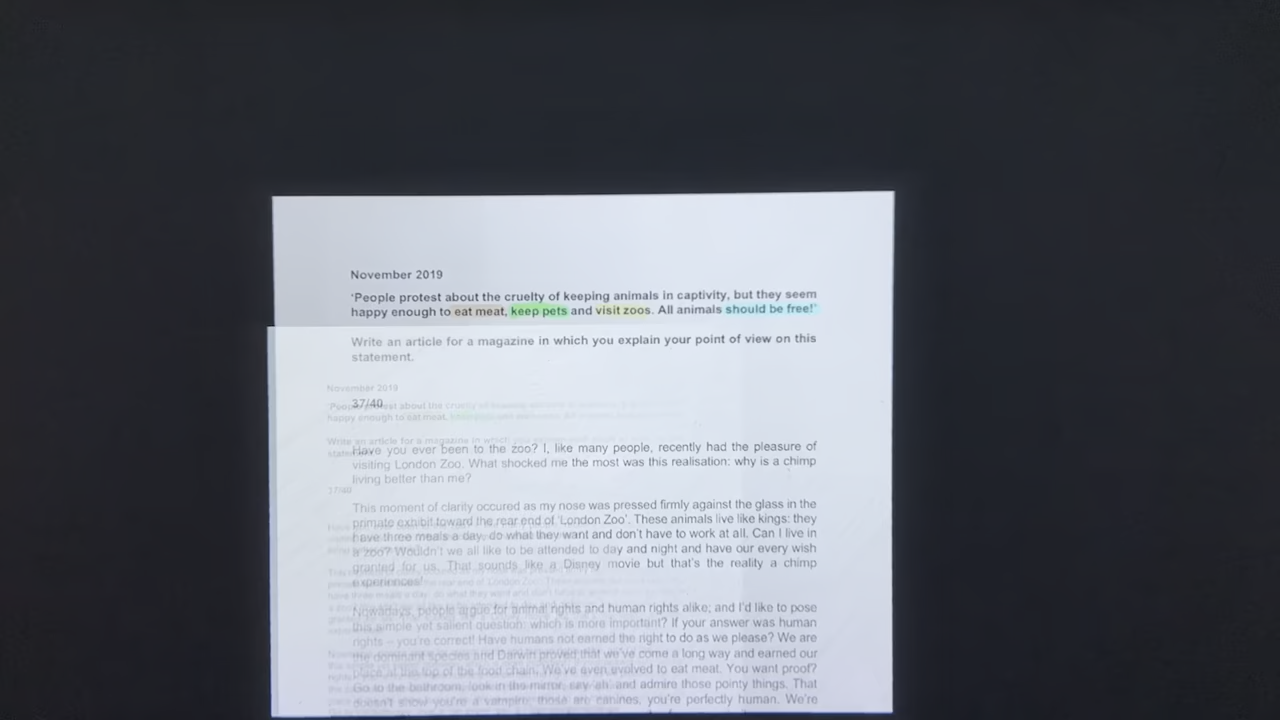 November 2019
'People protest about the cruelty of keeping animals in captivity, but they seem
happy enough to eat meat, keep pets and visit zoos. All animals should be free!'
Write an article for a magazine in which you explain your point of view on this
statement.
37/40
Have you ever been to the zoo? I, like many people, recently had the pleasure of
visiting London Zoo. What shocked me the most was this realisation: why is a chimp
living better than me?
This moment of clarity occured as my nose was pressed firmly against the glass in the
primate exhibit toward the rear end of 'London Zoo'. These animals live like kings: they
have three meals a day, do what they want and don't have to work at all. Can I live in
a zoo? Wouldn't we all like to be attended to day and night and have our every wish
granted for us. That sounds like a Disney movie but that's the reality a chimp
experiences!
Nowadays, people argue for animal rights and human rights alike; and I'd like to pose
this simple yet salient question: which is more important? If your answer was human
rights – you're correct! Have humans not earned the right to do as we please? We are
the dominant species and Darwin proved that we've come a long way and earned our
place at the top of the food chain. We've even evolved to eat meat. You want proof?
Go to the bathroom, look in the mirror, say 'ah' and admire those pointy things. That
doesn't show you're a vampire, those are canines, you're perfectly human. We're